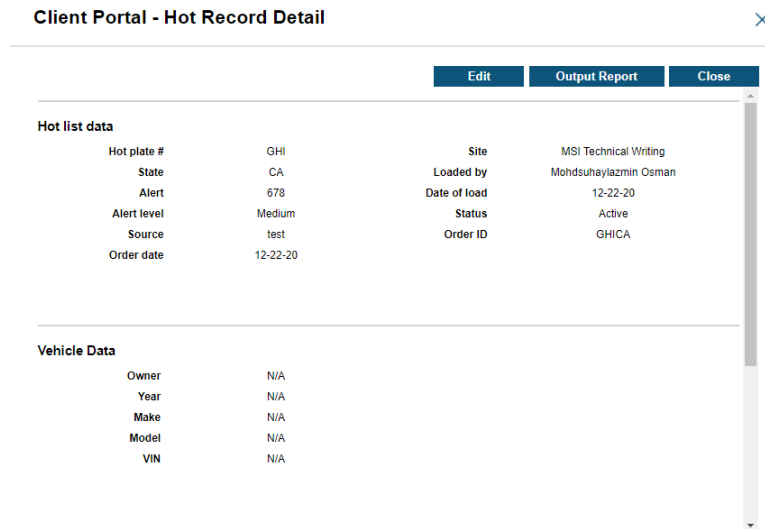 Client Portal - Hot Record Detail
Edit Output Report Close
Hot list data
Hot plate # GHI Site MSI Technical Writing
State CA Loaded by Mohdsuhaylazmin Osman
Alert 678 Date of load 12-22-20
Alert level Medium Status Active
Source test Order ID GHICA
Order date 12-22-20
Vehicle Data
Owner N/A
Year N/A
Make N/A
Model N/A
VIN N/A